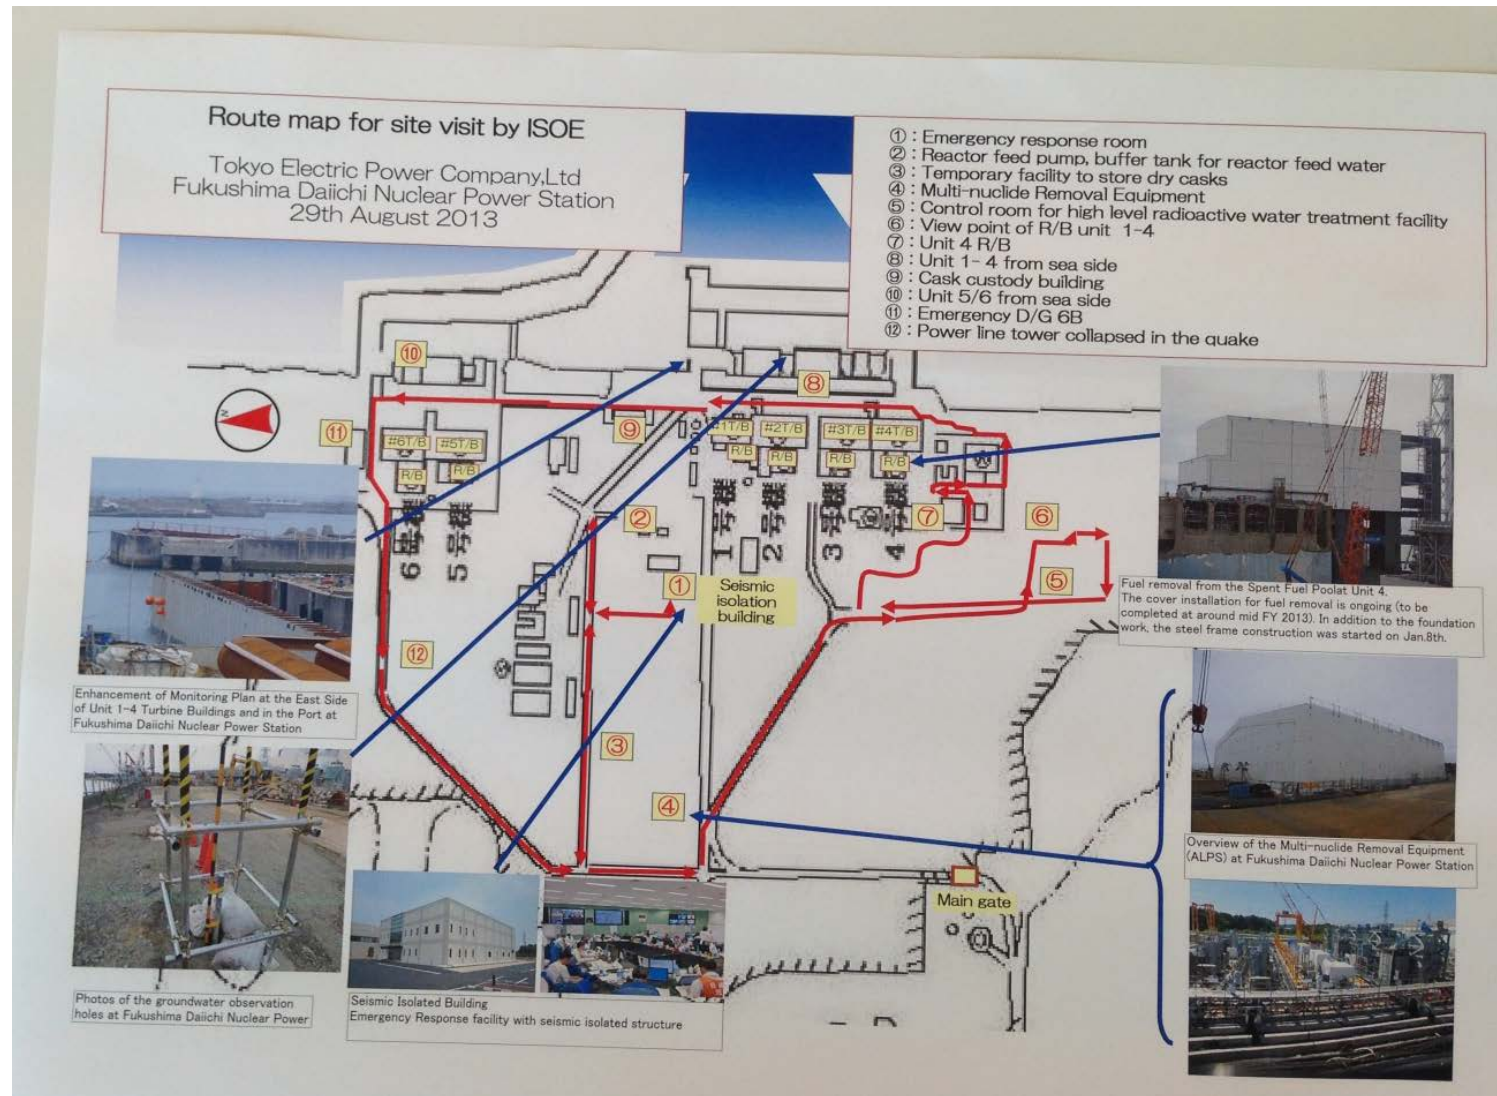 Route map for site visit by ISOE
Tokyo Electric Power Company,Ltd
Fukushima Daiichi Nuclear Power Station
29th August 2013
①：Emergency response room
②：Reactor feed pump, buffer tank for reactor feed water
③：Temporary facility to store dry casks
④：Multi-nuclide Removal Equipment
⑤：Control room for high level radioactive water treatment facility
⑥：View point of R/B unit 1-4
⑦：Unit 4 R/B
⑧：Unit 1- 4 from sea side
⑨：Cask custody building
⑩：Unit 5/6 from sea side
⑪：Emergency D/G 6B
⑫：Power line tower collapsed in the quake
⑩
⑧
N
⑪
⑨
#6T/B
#5T/B
#1T/B
#2T/B
#3T/B
#4T/B
R/B
R/B
R/B
R/B
R/B
R/B
②
⑦
⑥
6号機
5号機
1号機
2号機
3号機
4号機
①
Seismic
isolation
building
⑤
⑫
③
④
Main gate
Fuel removal from the Spent Fuel Poolat Unit 4.
The cover installation for fuel removal is ongoing (to be
completed at around mid FY 2013). In addition to the foundation
work, the steel frame construction was started on Jan.8th.
Enhancement of Monitoring Plan at the East Side
of Unit 1-4 Turbine Buildings and in the Port at
Fukushima Daiichi Nuclear Power Station
Overview of the Multi-nuclide Removal Equipment
(ALPS) at Fukushima Daiichi Nuclear Power Station
Photos of the groundwater observation
holes at Fukushima Daiichi Nuclear Power
Seismic Isolated Building
Emergency Response facility with seismic isolated structure